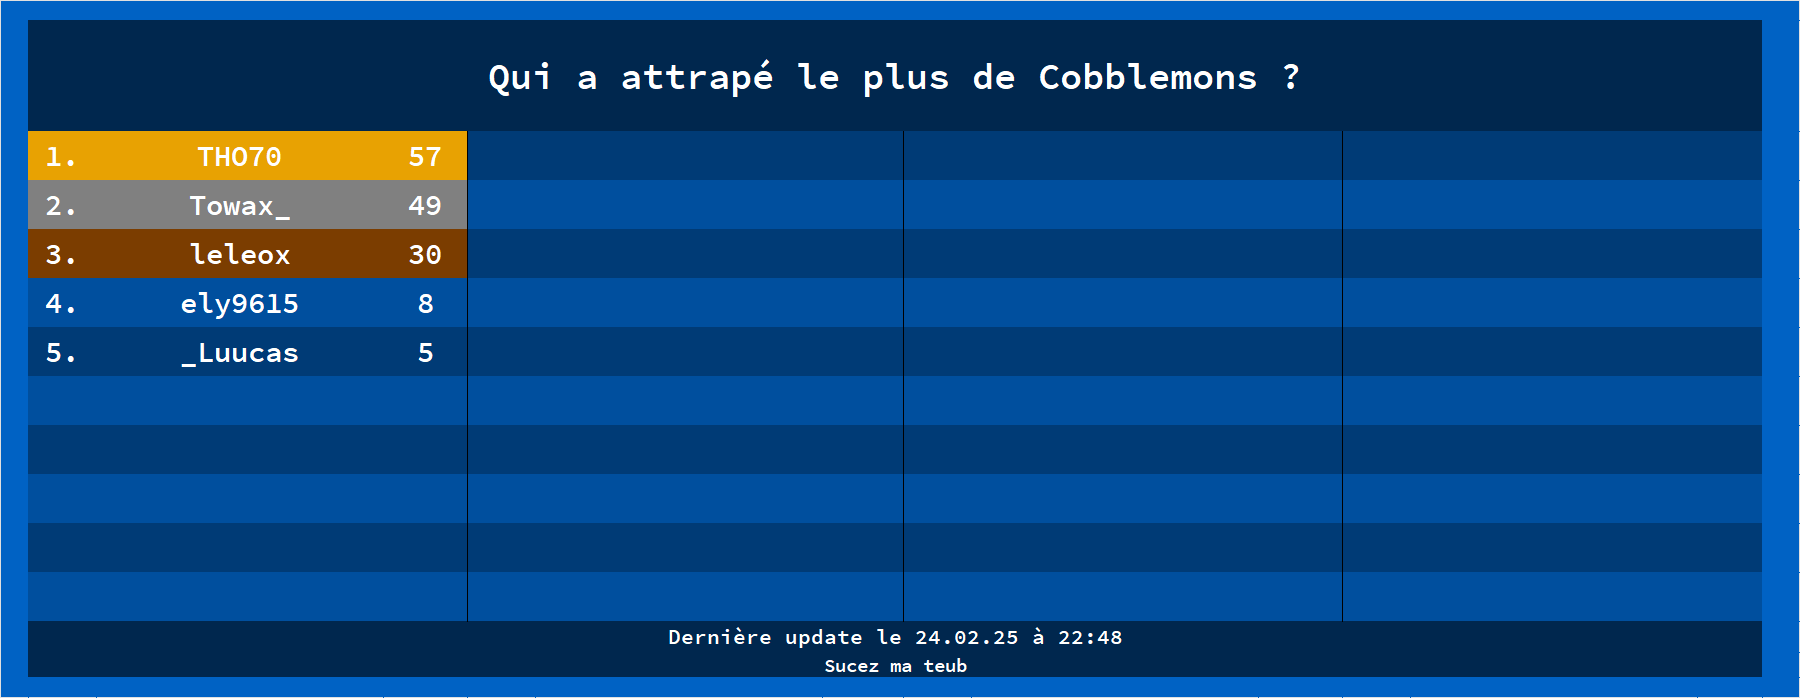 Qui a attrapé le plus de Cobblemons ?
1. THO70 57
2. Towax_ 49
3. leleox 30
4. ely9615 8
5. _Luucas 5
Dernière update le 24.02.25 à 22:48
Sucez ma teub